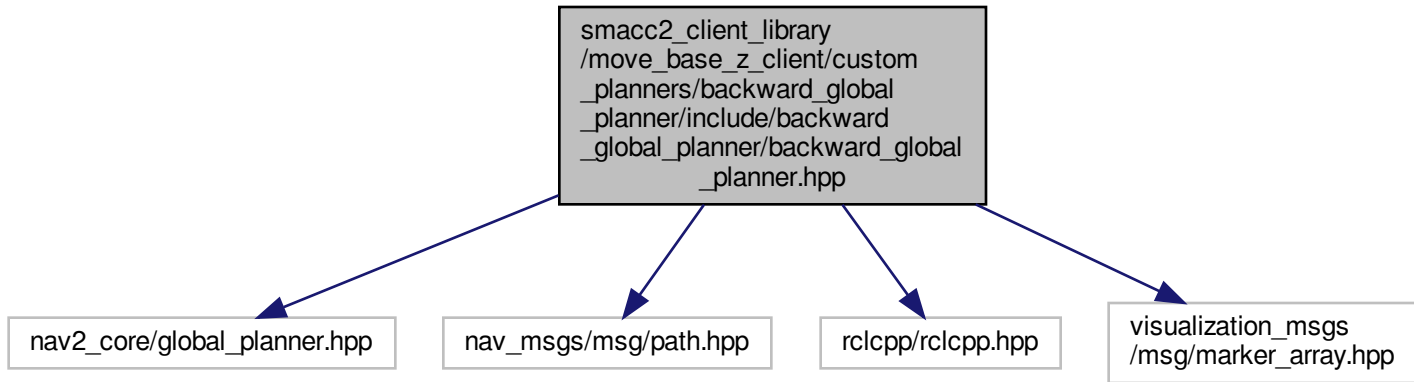 smacc2_client_library
/move_base_z_client/custom
_planners/backward_global
_planner/include/backward
_global_planner/backward_global
_planner.hpp
nav2_core/global_planner.hpp
nav_msgs/msg/path.hpp
rclcpp/rclcpp.hpp
visualization_msgs
/msg/marker_array.hpp